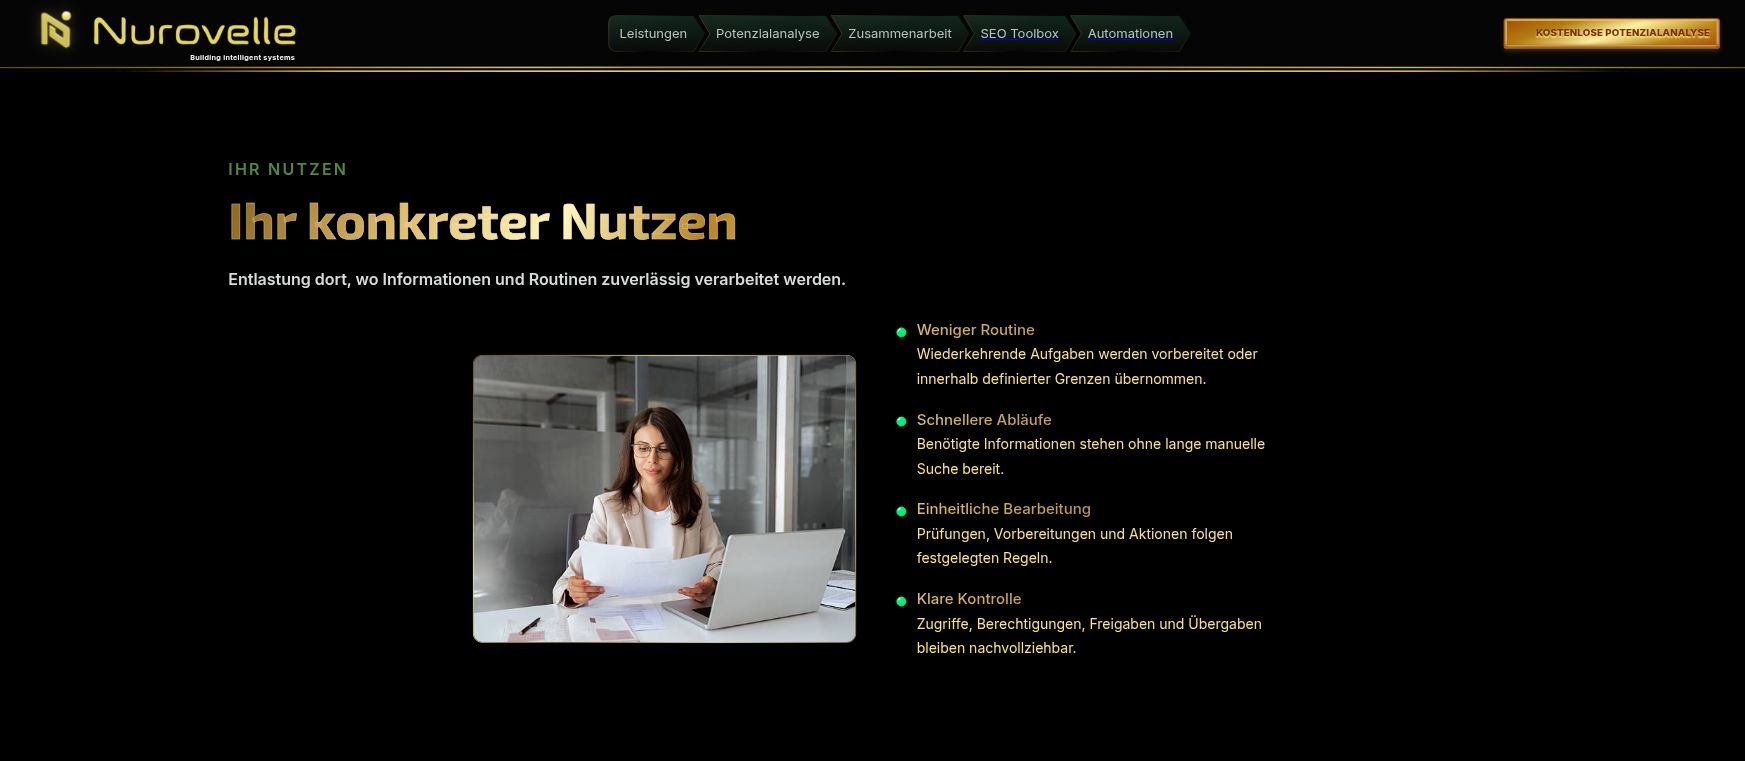 Nurovelle
Building intelligent systems
Leistungen
Potenzialanalyse
Zusammenarbeit
SEO Toolbox
Automationen
KOSTENLOSE POTENZIALANALYSE
IHR NUTZEN
Ihr konkreter Nutzen
Entlastung dort, wo Informationen und Routinen zuverlässig verarbeitet werden.
Weniger Routine
Wiederkehrende Aufgaben werden vorbereitet oder
innerhalb definierter Grenzen übernommen.
Schnellere Abläufe
Benötigte Informationen stehen ohne lange manuelle
Suche bereit.
Einheitliche Bearbeitung
Prüfungen, Vorbereitungen und Aktionen folgen
festgelegten Regeln.
Klare Kontrolle
Zugriffe, Berechtigungen, Freigaben und Übergaben
bleiben nachvollziehbar.